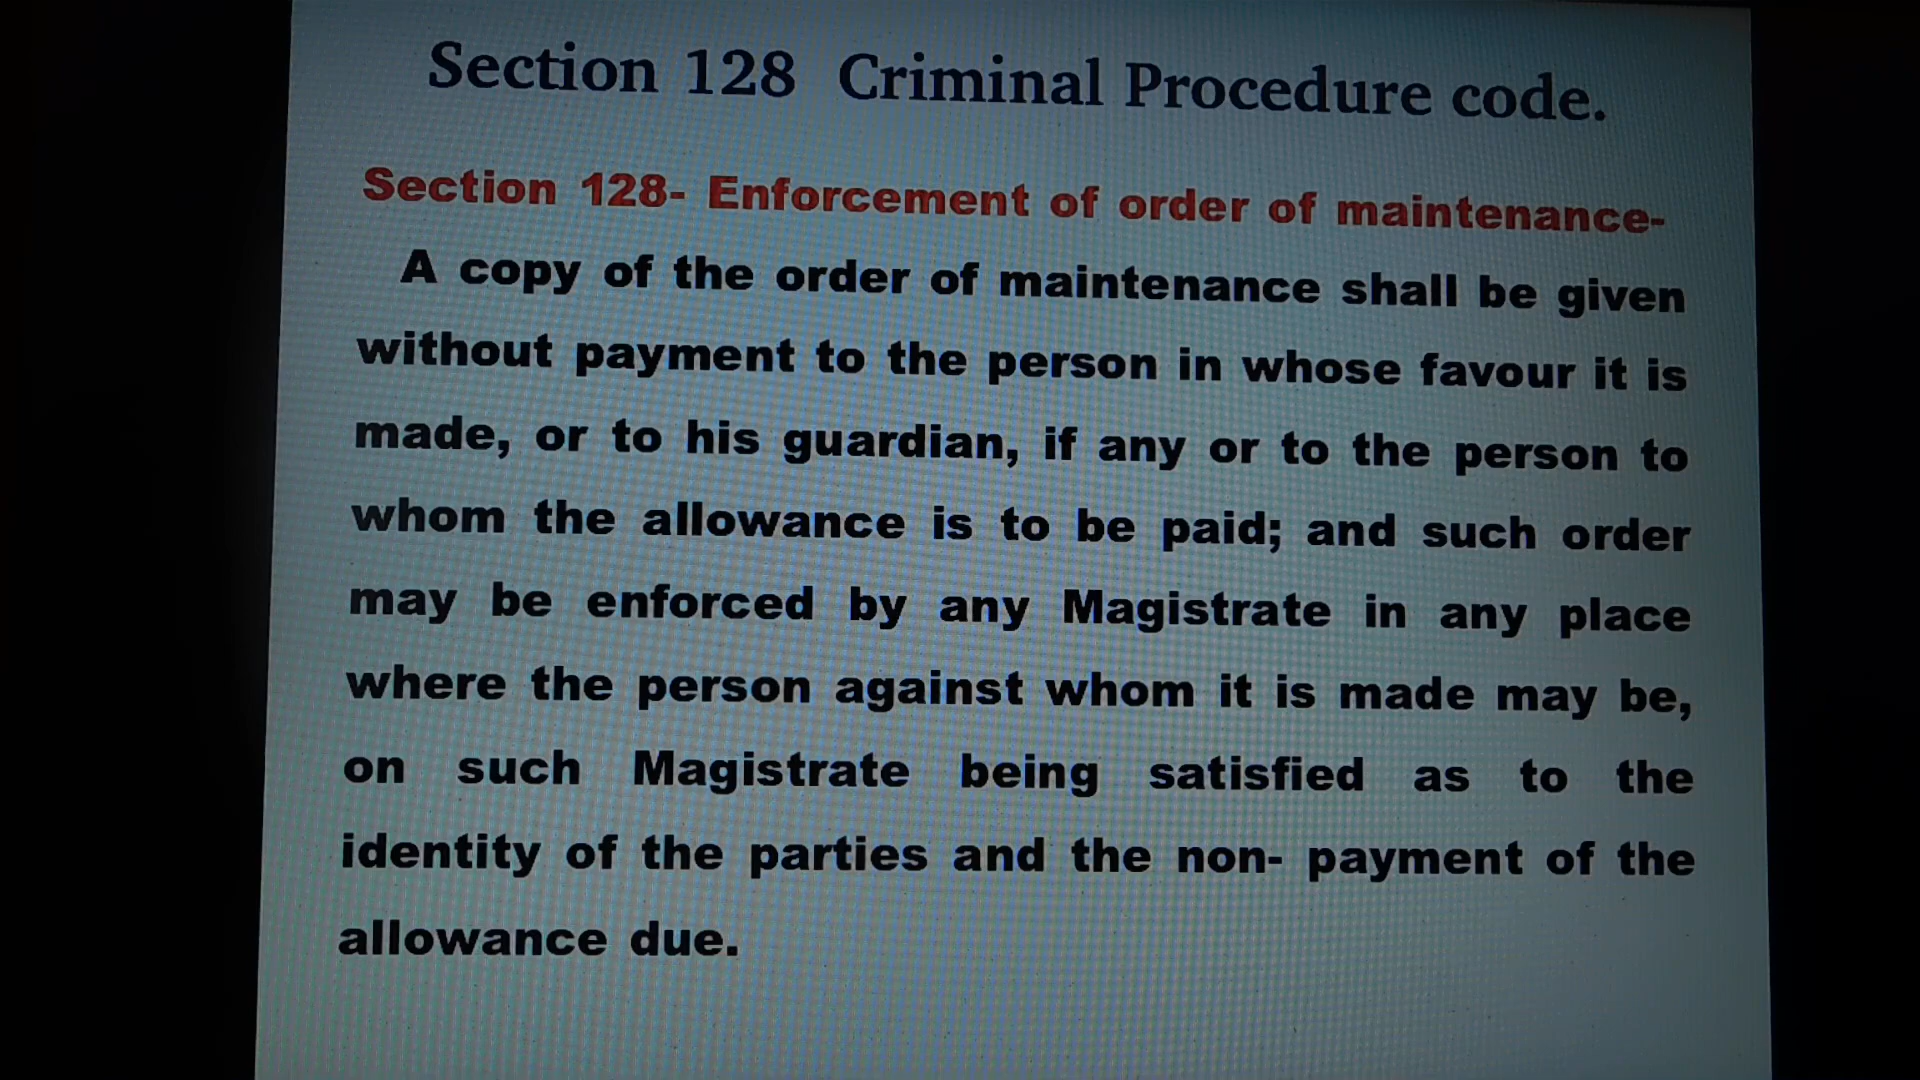 Section 128 Criminal Procedure code.
Section 128- Enforcement of order of maintenance-
A copy of the order of maintenance shall be given
without payment to the person in whose favour it is
made, or to his guardian, if any or to the person to
whom the allowance is to be paid; and such order
may be enforced by any Magistrate in any place
where the person against whom it is made may be,
on such Magistrate being satisfied as to the
identity of the parties and the non- payment of the
allowance due.